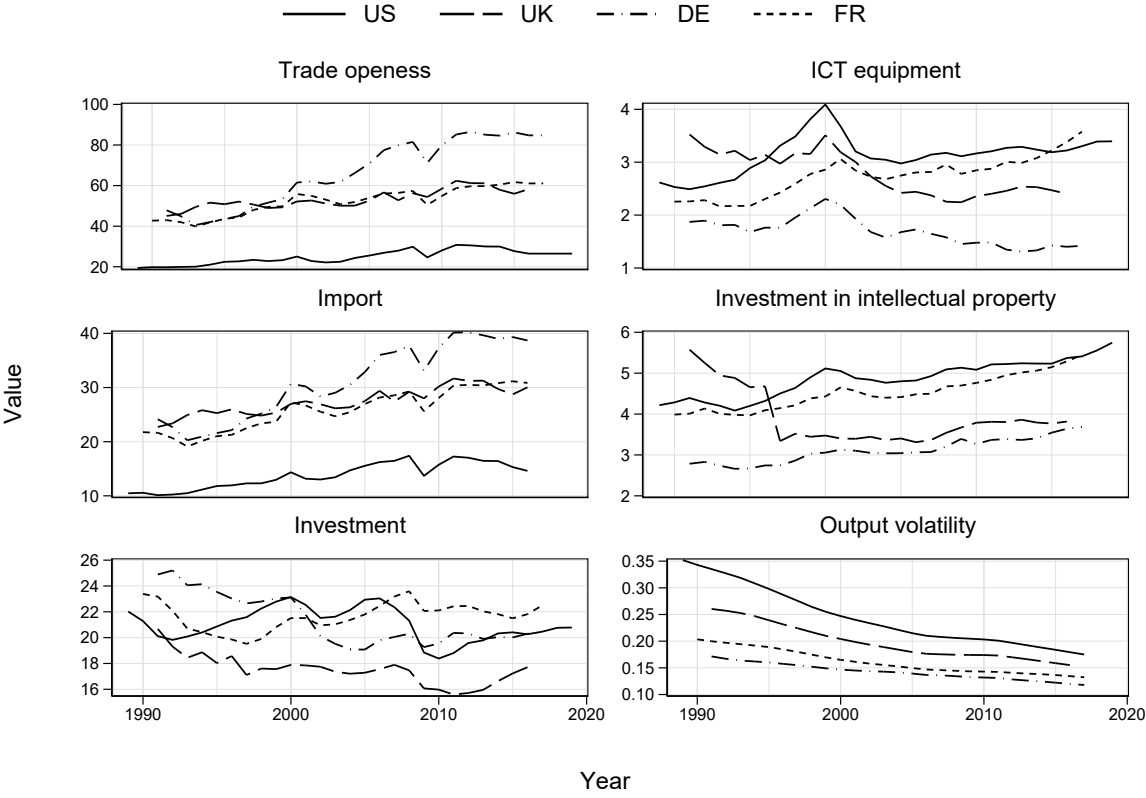 US UK DE FR
Trade openness
100
80
60
40
20
ICT equipment
4
3
2
1
Import
40
30
20
10
Investment in intellectual property
6
5
4
3
2
Investment
26
24
22
20
18
16
1990 2000 2010 2020
Output volatility
0.35
0.30
0.25
0.20
0.15
0.10
1990 2000 2010 2020
Value
Year